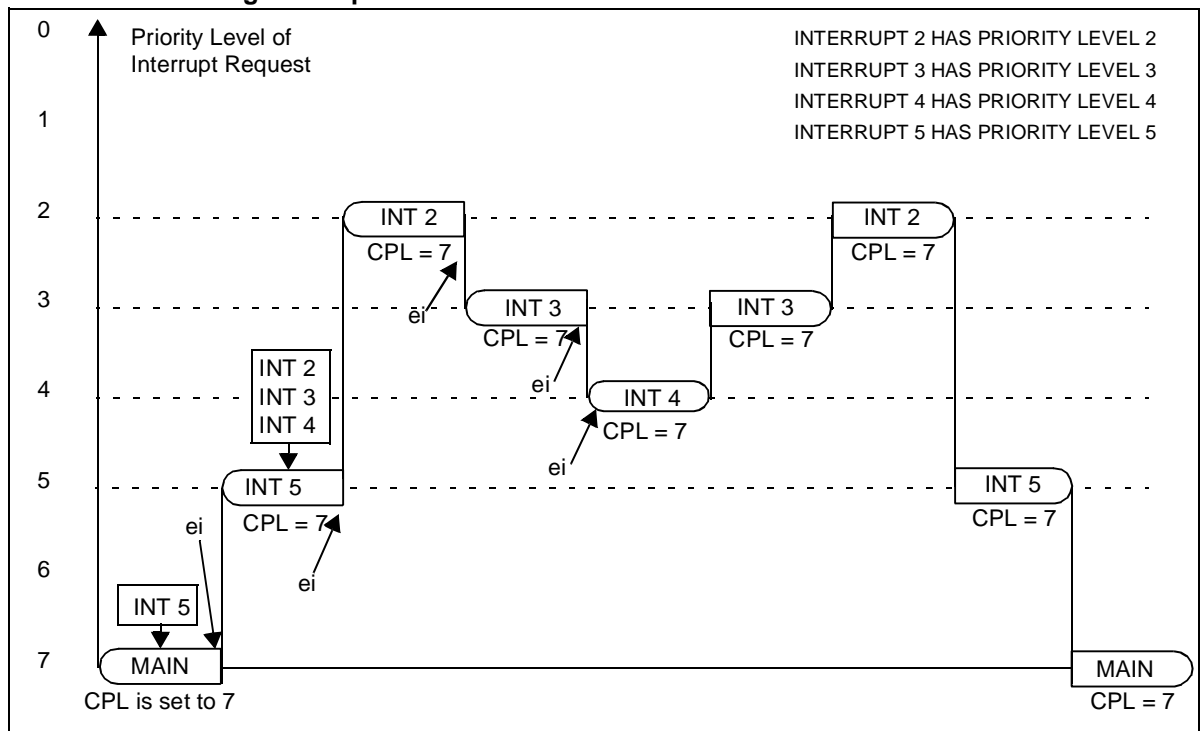 0
Priority Level of
Interrupt Request
INTERRUPT 2 HAS PRIORITY LEVEL 2
INTERRUPT 3 HAS PRIORITY LEVEL 3
INTERRUPT 4 HAS PRIORITY LEVEL 4
INTERRUPT 5 HAS PRIORITY LEVEL 5
1
2
INT 2
CPL = 7
INT 2
CPL = 7
ei
3
INT 3
CPL = 7
INT 3
CPL = 7
ei
INT 2
INT 3
INT 4
4
INT 4
CPL = 7
ei
5
INT 5
CPL = 7
INT 5
CPL = 7
ei
ei
6
INT 5
7
MAIN
CPL is set to 7
MAIN
CPL = 7